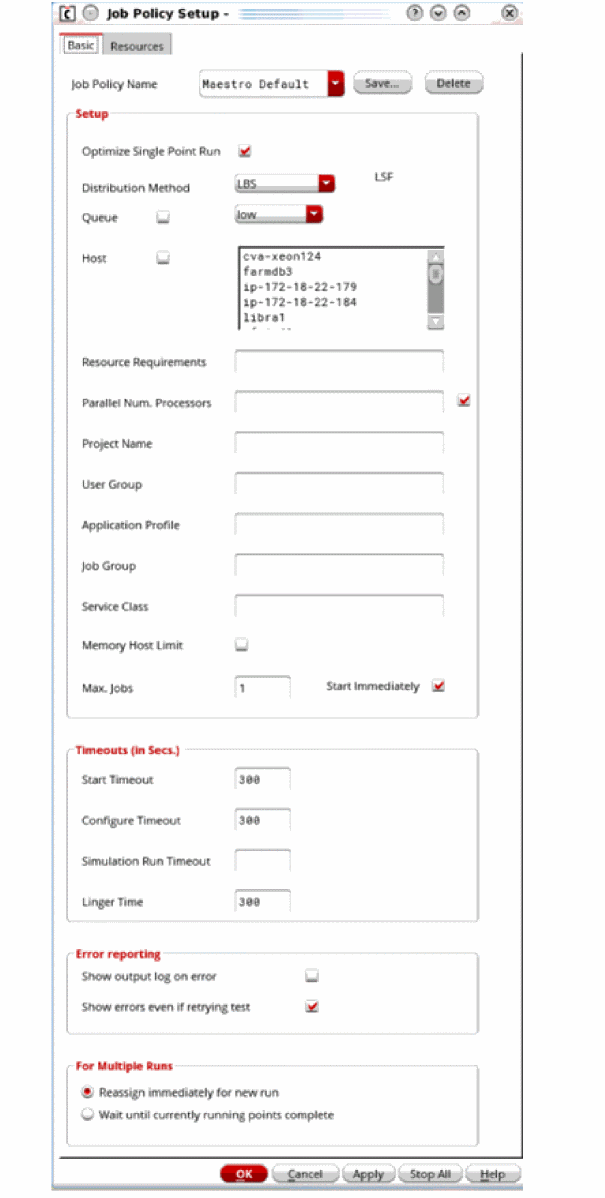 Job Policy Setup -
Basic Resources
Job Policy Name Maestro Default Save... Delete
Setup
Optimize Single Point Run
Distribution Method LBS LSF
Queue low
Host
cva-xeon124
farmdb3
ip-172-18-22-179
ip-172-18-22-184
libra1
Resource Requirements
Parallel Num. Processors
Project Name
User Group
Application Profile
Job Group
Service Class
Memory Host Limit
Max. Jobs 1 Start Immediately
Timeouts (in Secs.)
Start Timeout 300
Configure Timeout 300
Simulation Run Timeout
Linger Time 300
Error reporting
Show output log on error
Show errors even if retrying test
For Multiple Runs
Reassign immediately for new run
Wait until currently running points complete
OK Cancel Apply Stop All Help